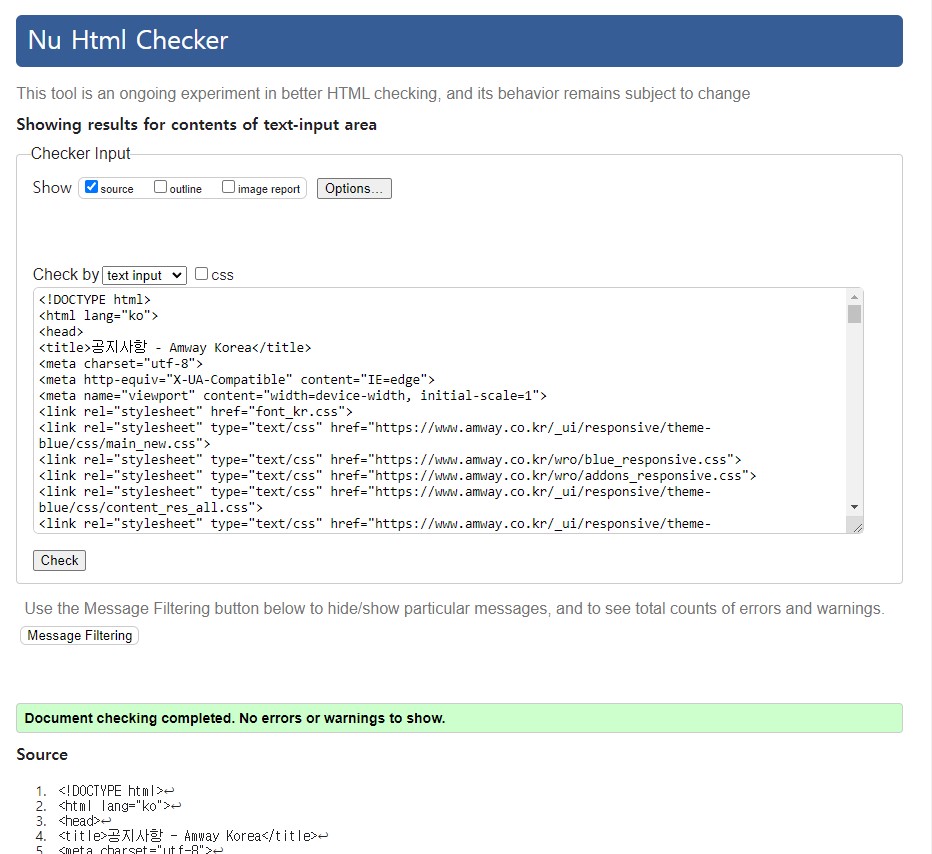 Nu Html Checker
This tool is an ongoing experiment in better HTML checking, and its behavior remains subject to change
Showing results for contents of text-input area
Checker Input
Show source outline image report Options...
Check by text input css
<!DOCTYPE html>
<html lang="ko">
<head>
<title>공지사항 - Amway Korea</title>
<meta charset="utf-8">
<meta http-equiv="X-UA-Compatible" content="IE=edge">
<meta name="viewport" content="width=device-width, initial-scale=1">
<link rel="stylesheet" href="font_kr.css">
<link rel="stylesheet" type="text/css" href="https://www.amway.co.kr/_ui/responsive/theme-
blue/css/main_new.css">
<link rel="stylesheet" type="text/css" href="https://www.amway.co.kr/wro/blue_responsive.css">
<link rel="stylesheet" type="text/css" href="https://www.amway.co.kr/wro/addons_responsive.css">
<link rel="stylesheet" type="text/css" href="https://www.amway.co.kr/_ui/responsive/theme-
blue/css/content_res_all.css">
<link rel="stylesheet" type="text/css" href="https://www.amway.co.kr/_ui/responsive/theme-
Check
Use the Message Filtering button below to hide/show particular messages, and to see total counts of errors and warnings.
Message Filtering
Document checking completed. No errors or warnings to show.
Source
1. <!DOCTYPE html>↩
2. <html lang="ko">↩
3. <head>↩
4. <title>공지사항 - Amway Korea</title>↩
5. <meta charset="utf-8">↩